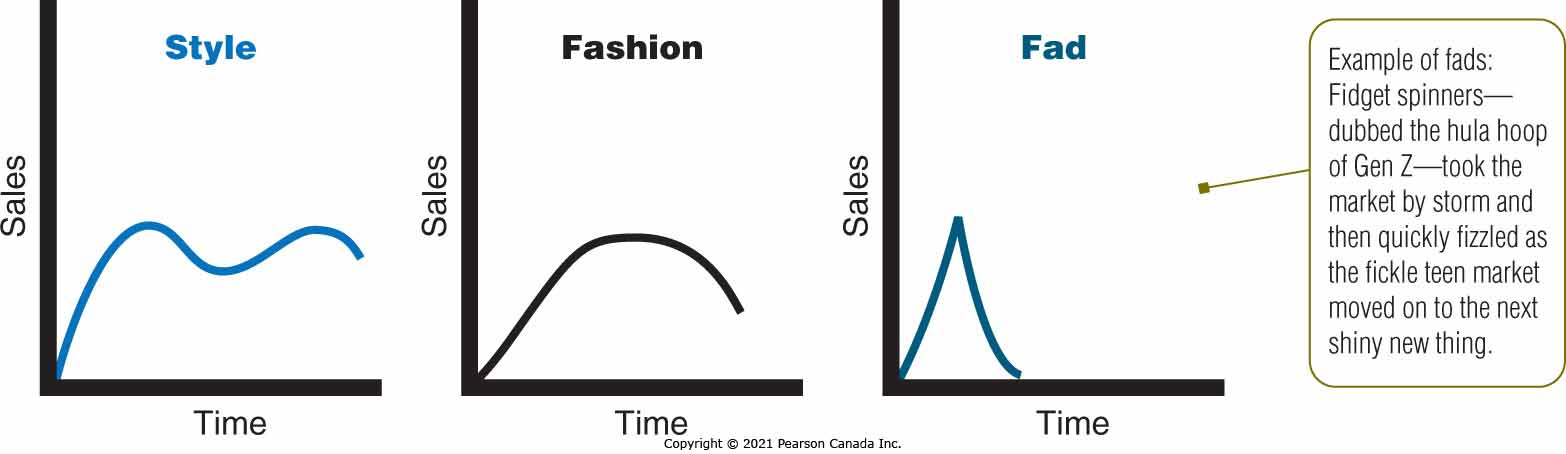 Style
Sales
Time
Fashion
Sales
Time
Fad
Sales
Time
Example of fads:
Fidget spinners—
dubbed the hula hoop
of Gen Z—took the
market by storm and
then quickly fizzled as
the fickle teen market
moved on to the next
shiny new thing.
Copyright © 2021 Pearson Canada Inc.